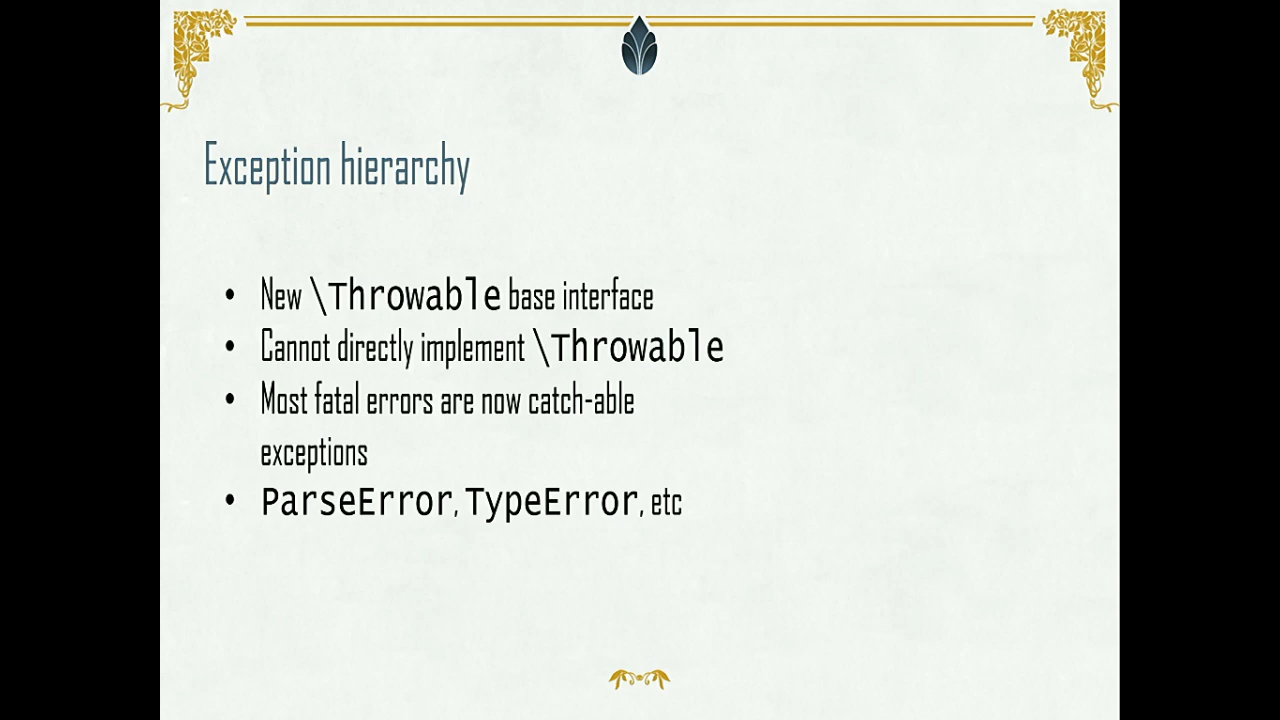 Exception hierarchy
• New \Throwable base interface
• Cannot directly implement \Throwable
• Most fatal errors are now catch-able
exceptions
• ParseError, TypeError, etc